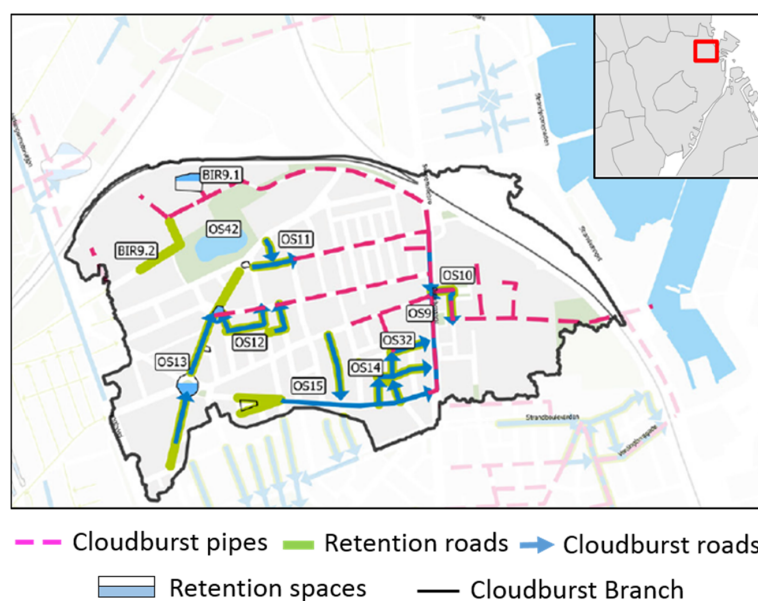 BIR9.1
OS42
BIR9.2
OS11
OS10
OS9
OS12
OS32
OS13
OS14
OS15
Strandboulevarden
Cloudburst pipes
Retention roads
Cloudburst roads
Retention spaces
Cloudburst Branch